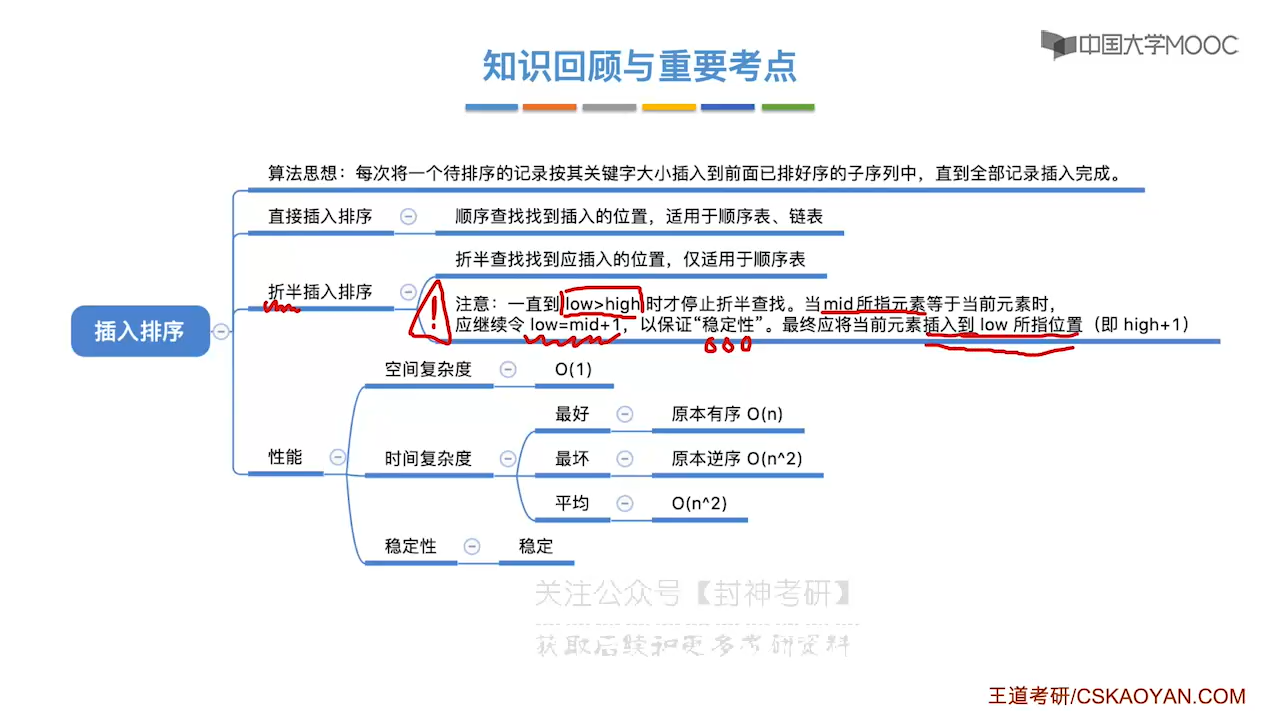 中国大学MOOC
知识回顾与重要考点
算法思想：每次将一个待排序的记录按其关键字大小插入到前面已排好序的子序列中，直到全部记录插入完成。
直接插入排序
顺序查找找到插入的位置，适用于顺序表、链表
折半查找找到应插入的位置，仅适用于顺序表
折半插入排序
注意：一直到 low>high 时才停止折半查找。当 mid 所指元素等于当前元素时，
应继续令 low=mid+1，以保证“稳定性”。最终应将当前元素插入到 low 所指位置（即 high+1）
插入排序
空间复杂度
O(1)
最好
原本有序 O(n)
性能
时间复杂度
最坏
原本逆序 O(n^2)
平均
O(n^2)
稳定性
稳定
关注公众号【封神考研】
获取后续和更多考研资料
王道考研/CSKAOYAN.COM